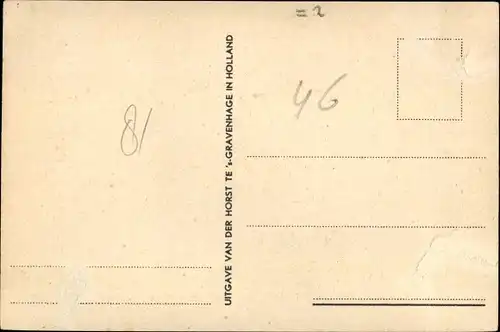 = 2
46
81
UITGAVE VAN DER HORST TE 's-GRAVENHAGE IN HOLLAND